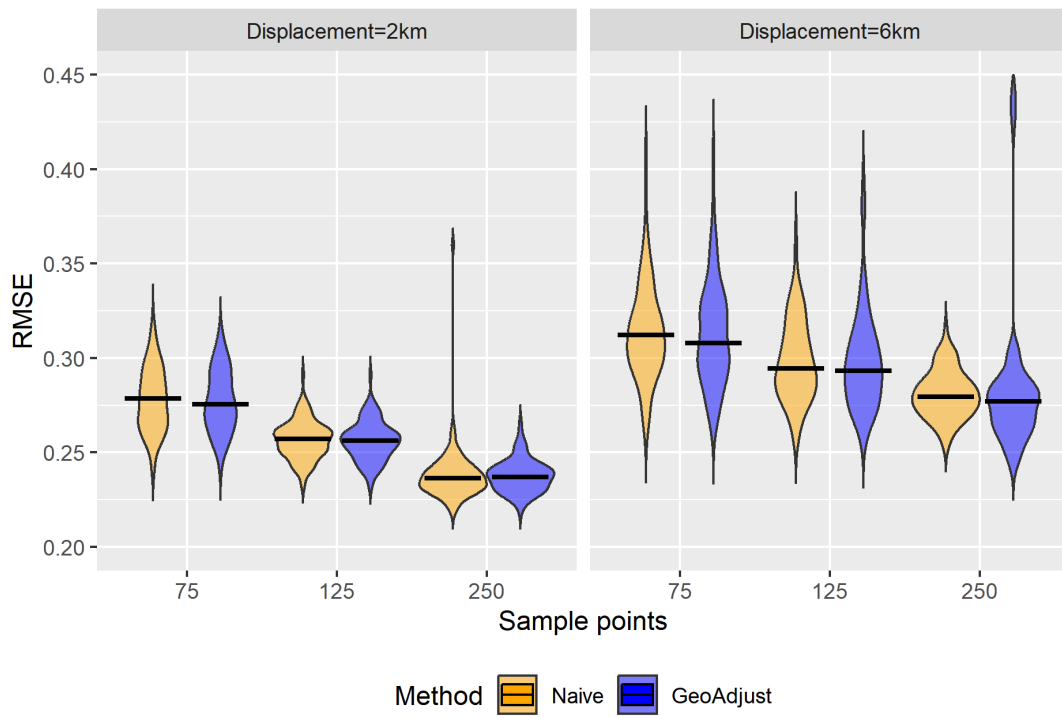 Displacement=2km Displacement=6km
0.45
0.40
0.35
0.30
0.25
0.20
RMSE
75 125 250 75 125 250
Sample points
Method Naive GeoAdjust